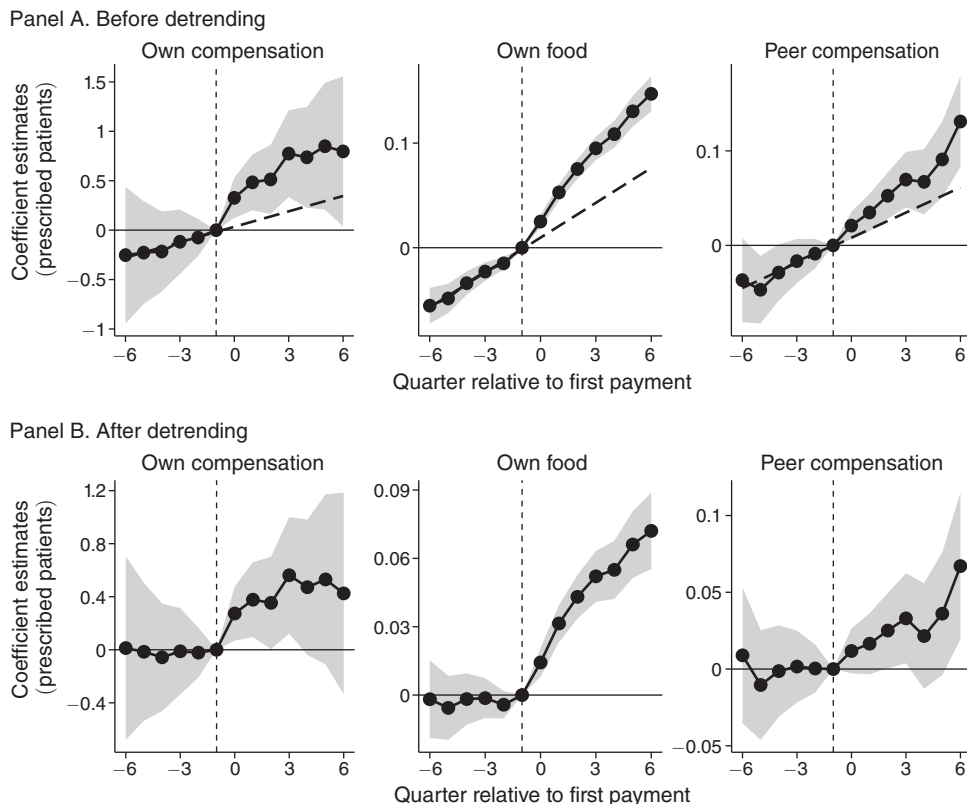 Panel A. Before detrending
Own compensation
Own food
Peer compensation
Coefficient estimates
(prescribed patients)
1.5
1
0.5
0
−0.5
−1
0.1
0
0.1
0
−6 −3 0 3 6
−6 −3 0 3 6
−6 −3 0 3 6
Quarter relative to first payment
Panel B. After detrending
Own compensation
Own food
Peer compensation
Coefficient estimates
(prescribed patients)
1.2
0.8
0.4
0
−0.4
0.09
0.06
0.03
0
0.1
0.05
0
−0.05
−6 −3 0 3 6
−6 −3 0 3 6
−6 −3 0 3 6
Quarter relative to first payment